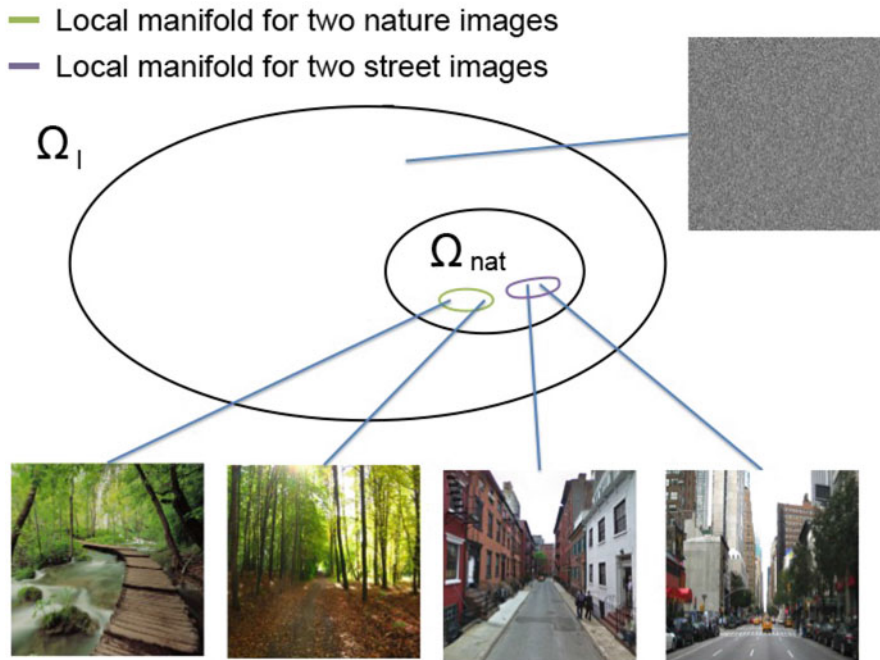 Local manifold for two nature images
Local manifold for two street images
Ω I
Ω nat